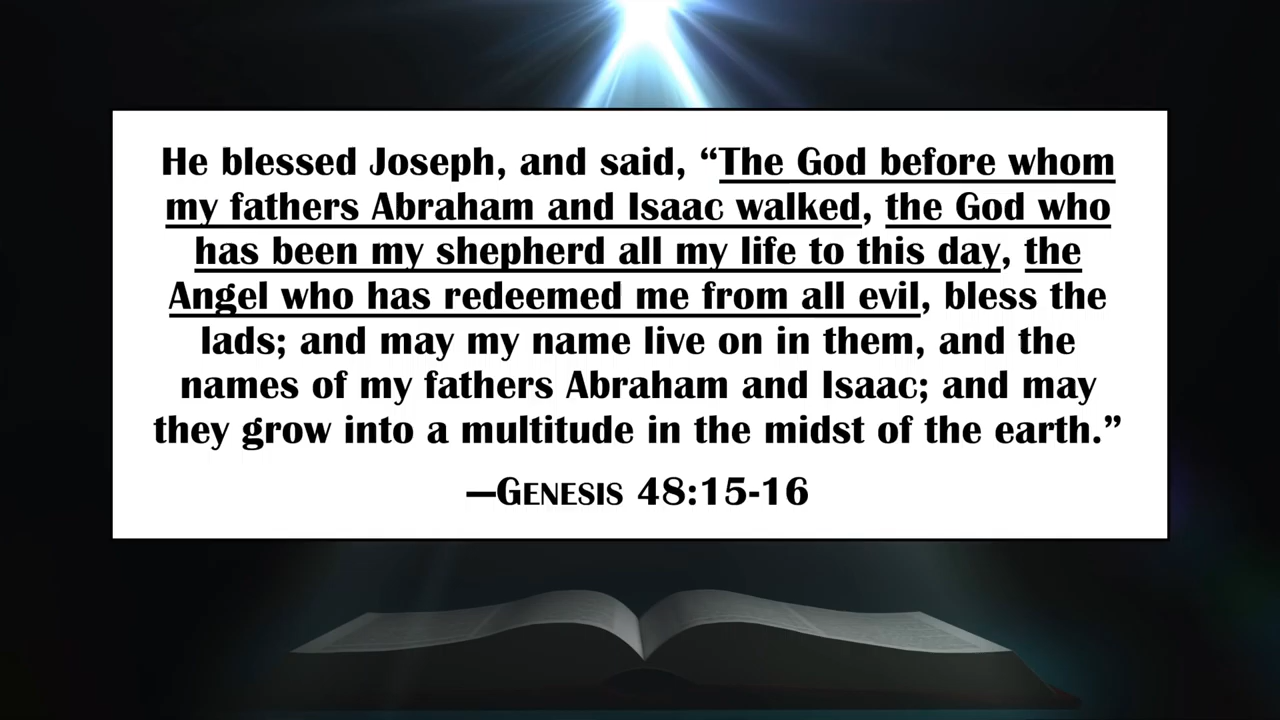 He blessed Joseph, and said, “The God before whom
my fathers Abraham and Isaac walked, the God who
has been my shepherd all my life to this day, the
Angel who has redeemed me from all evil, bless the
lads; and may my name live on in them, and the
names of my fathers Abraham and Isaac; and may
they grow into a multitude in the midst of the earth.”
—Genesis 48:15-16